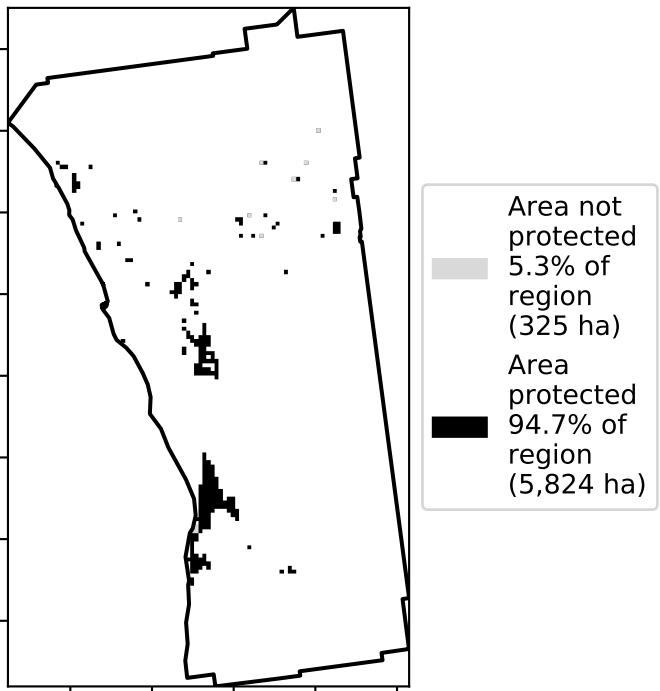 Area not
protected
5.3% of
region
(325 ha)
Area
protected
94.7% of
region
(5,824 ha)